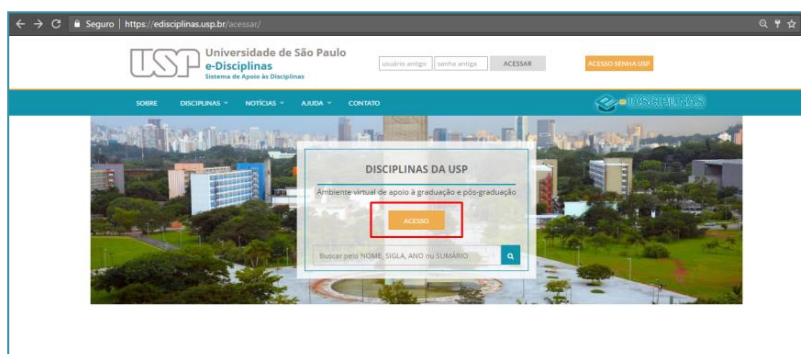 Seguro | https://edisciplinas.usp.br/acessar/
USP
Universidade de São Paulo
e-Disciplinas
Sistema de Apoio às Disciplinas
usuário antigo senha antiga ACESSAR
ACESSO SENHA USP
SOBRE DISCIPLINAS NOTÍCIAS AJUDA CONTATO
e-DISCIPLINAS
DISCIPLINAS DA USP
Ambiente virtual de apoio à graduação e pós-graduação
ACESSO
Buscar pelo NOME, SIGLA, ANO ou SUMÁRIO